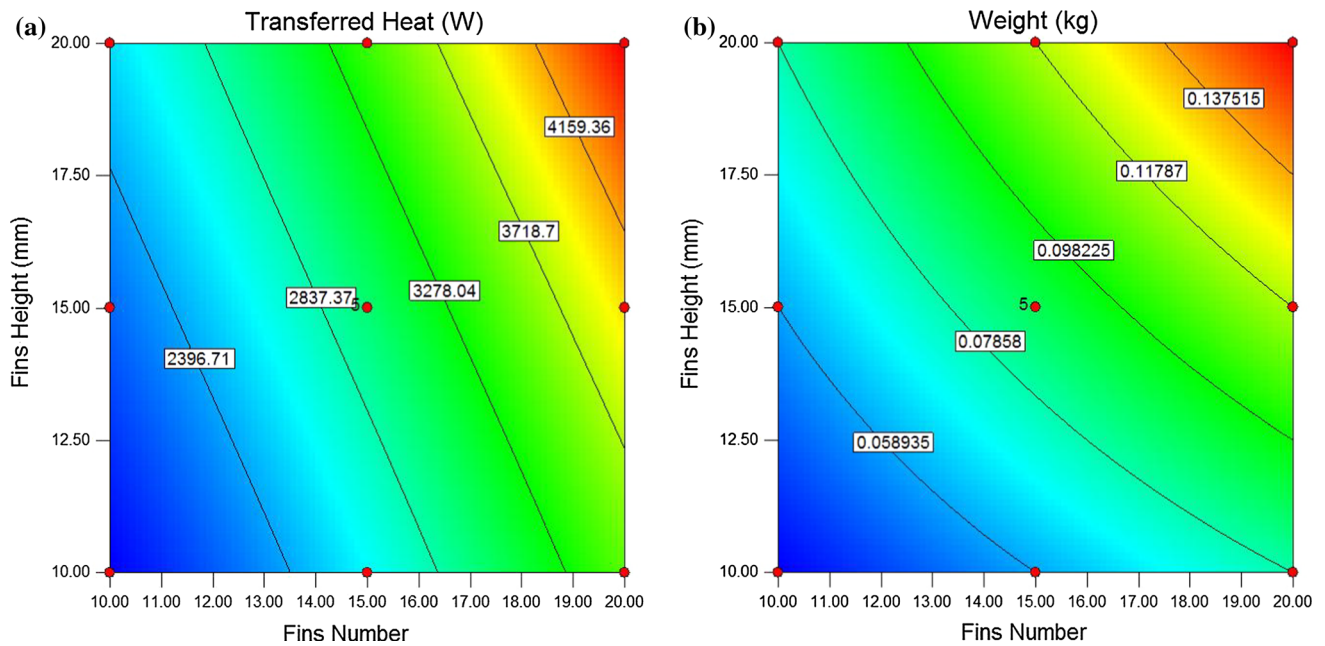 (a)
Transferred Heat (W)
20.00
17.50
15.00
12.50
10.00
Fins Height (mm)
4159.36
3718.7
3278.04
2837.37
5
2396.71
10.00 11.00 12.00 13.00 14.00 15.00 16.00 17.00 18.00 19.00 20.00
Fins Number
(b)
Weight (kg)
20.00
17.50
15.00
12.50
10.00
Fins Height (mm)
0.137515
0.11787
0.098225
5
0.07858
0.058935
10.00 11.00 12.00 13.00 14.00 15.00 16.00 17.00 18.00 19.00 20.00
Fins Number